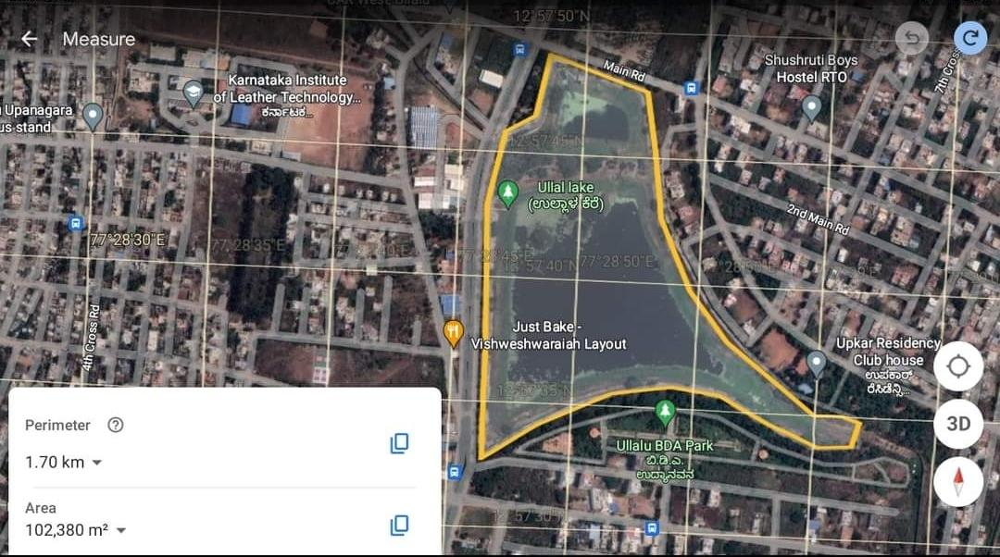 12°57'50"N
Measure
Main Rd
Shushruti Boys
Hostel RTO
7th Cross
Karnataka Institute
of Leather Technology...
ಕರ್ನಾಟಕ...
Upanagara
us-stand
12°57'45"N
Ullal lake
(ಉಲ್ಲಾಳ ಕೆರೆ)
2nd Main Rd
77°28'30"E
77°28'35"E
77°28'45"E
77°28'50"E
12°57'40"N
4th Cross Rd
Just Bake -
Vishweshwaraiah Layout
Upkar Residency
Club house
ಉಪಕಾರ್
ರೆಸಿಡೆನ್ಸಿ...
12°57'35"N
Perimeter
1.70 km
3D
Ullalu BDA Park
ಬಿ.ಡಿ.ಎ.
ಉದ್ಯಾನವನ
Area
102,380 m²
12°57'30"N